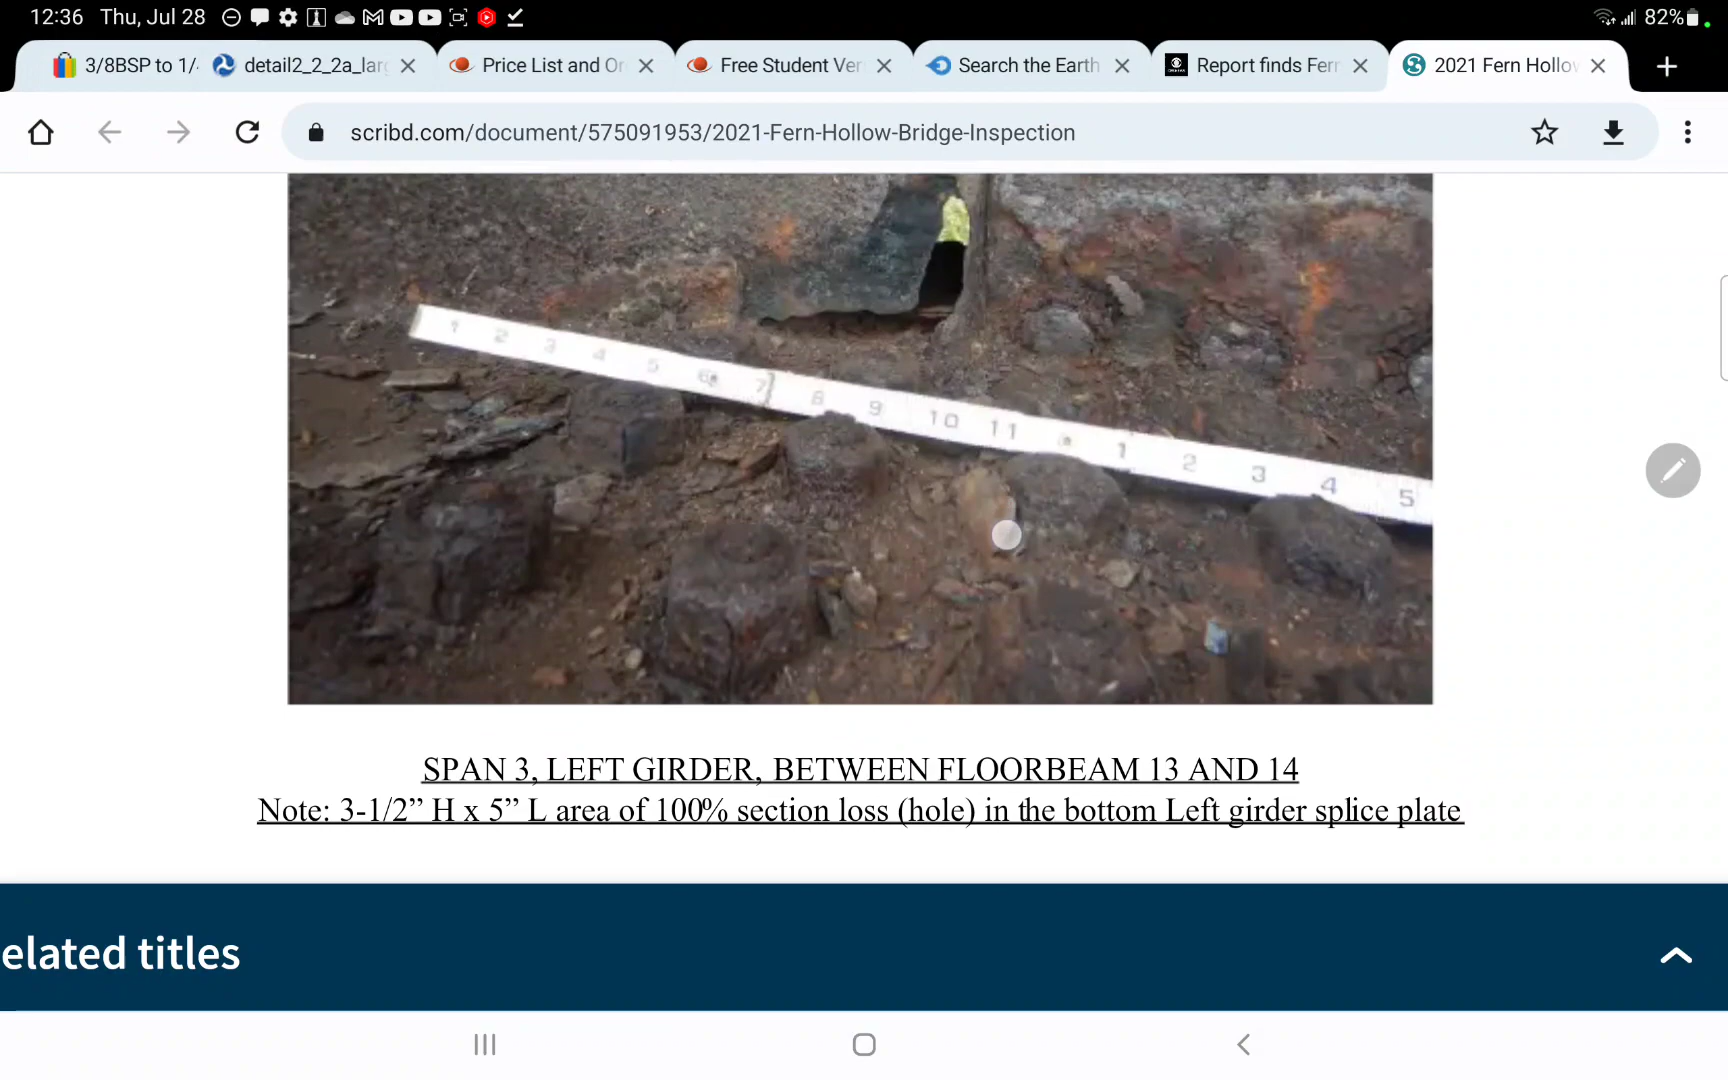 12:36 Thu, Jul 28 82%
3/8BSP to 1/4 detail2_2_2a_lar Price List and Or Free Student Ver Search the Earth Report finds Fern 2021 Fern Hollow
scribd.com/document/575091953/2021-Fern-Hollow-Bridge-Inspection
1 2 3 4 5 6 7 8 9 10 11 1 2 3 4 5
SPAN 3, LEFT GIRDER, BETWEEN FLOORBEAM 13 AND 14
Note: 3-1/2” H x 5” L area of 100% section loss (hole) in the bottom Left girder splice plate
elated titles